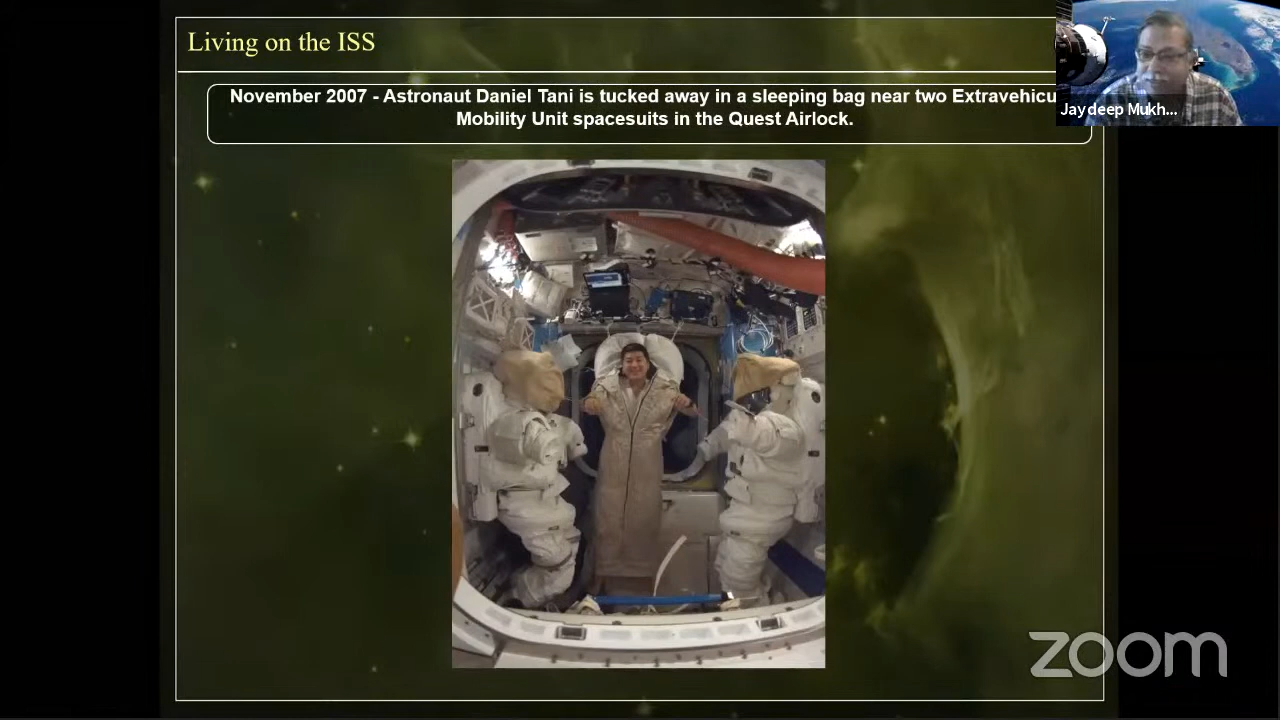 Living on the ISS
November 2007 - Astronaut Daniel Tani is tucked away in a sleeping bag near two Extravehicu
Mobility Unit spacesuits in the Quest Airlock.
Jaydeep Mukh...
zoom